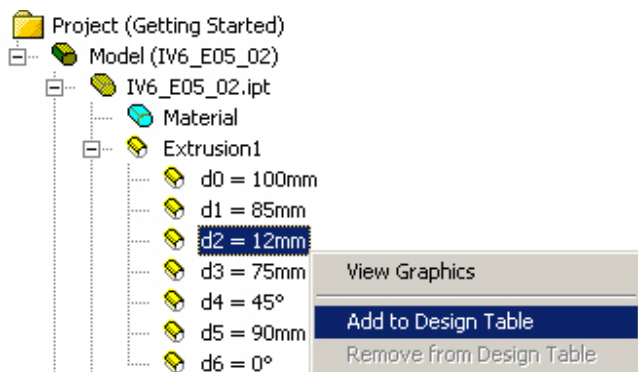 Project (Getting Started)
Model (IV6_E05_02)
IV6_E05_02.ipt
Material
Extrusion1
d0 = 100mm
d1 = 85mm
d2 = 12mm
d3 = 75mm
d4 = 45°
d5 = 90mm
d6 = 0°
View Graphics
Add to Design Table
Remove from Design Table